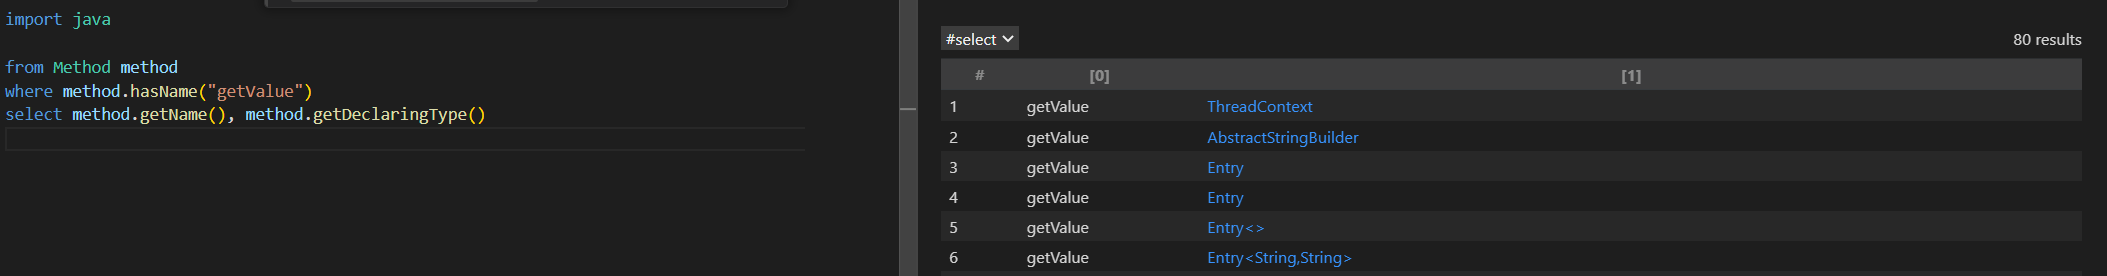 import java
from Method method
where method.hasName("getValue")
select method.getName(), method.getDeclaringType()
#select
80 results
# [0] [1]
1 getValue ThreadContext
2 getValue AbstractStringBuilder
3 getValue Entry
4 getValue Entry
5 getValue Entry<>
6 getValue Entry<String,String>